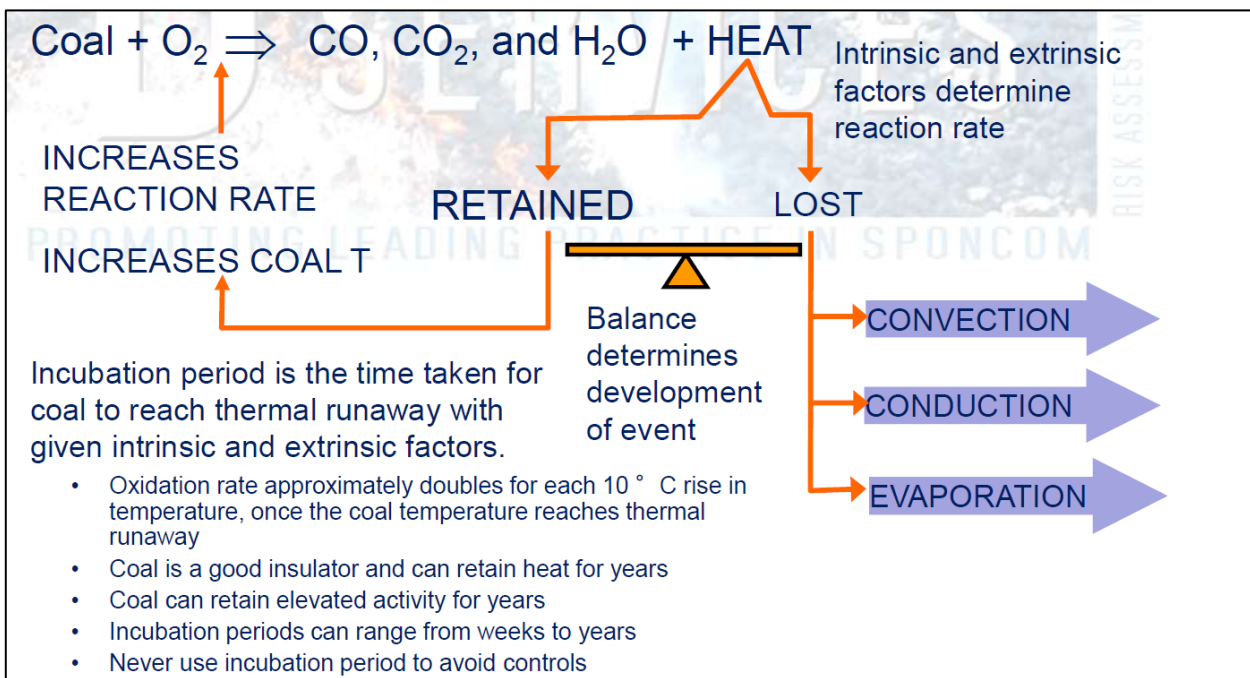 Coal + O₂ ⇒ CO, CO₂, and H₂O + HEAT
Intrinsic and extrinsic
factors determine
reaction rate
INCREASES
REACTION RATE
RETAINED
LOST
RISK ASSESSM
PROMOTING LEADING PRACTICE IN SPONCOM
INCREASES COAL T
Balance
determines
development
of event
CONVECTION
CONDUCTION
EVAPORATION
Incubation period is the time taken for
coal to reach thermal runaway with
given intrinsic and extrinsic factors.
• Oxidation rate approximately doubles for each 10 ° C rise in
temperature, once the coal temperature reaches thermal
runaway
• Coal is a good insulator and can retain heat for years
• Coal can retain elevated activity for years
• Incubation periods can range from weeks to years
• Never use incubation period to avoid controls